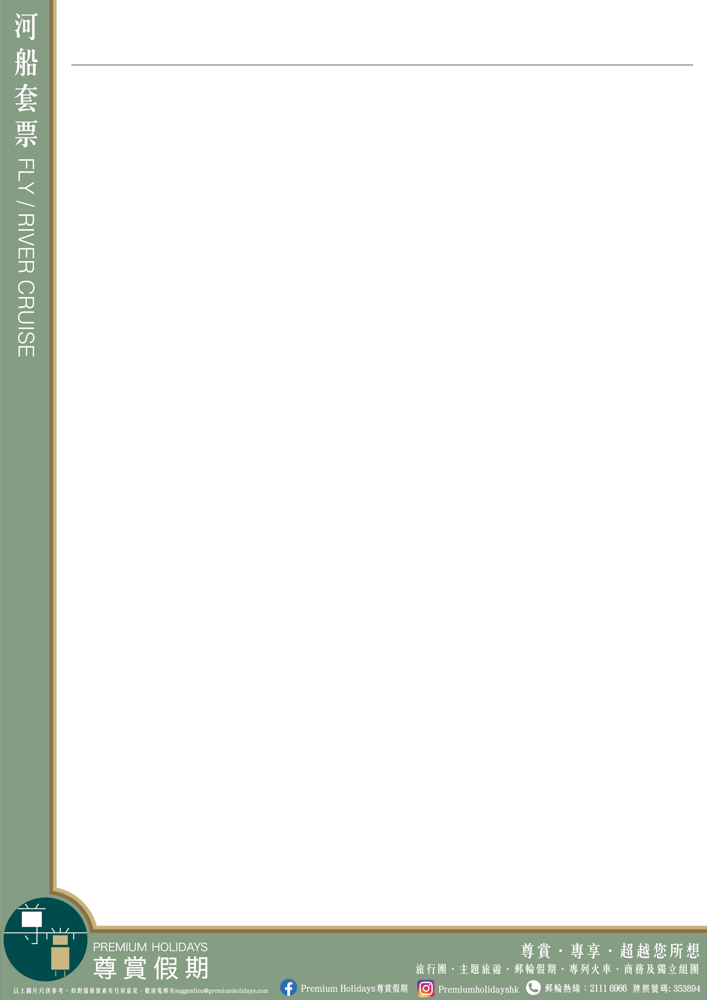 河船套票 FLY / RIVER CRUISE
PREMIUM HOLIDAYS
尊賞假期
以上圖片只供參考，如對服務質素有任何意見，歡迎電郵至suggestion@premiumholidays.com
尊賞・專享・超越您所想
旅行團・主題旅遊・郵輪假期・專列火車・商務及獨立組團
Premium Holidays尊賞假期 Premiumholidayshk 郵輪熱線：2111 6966 牌照號碼: 353894